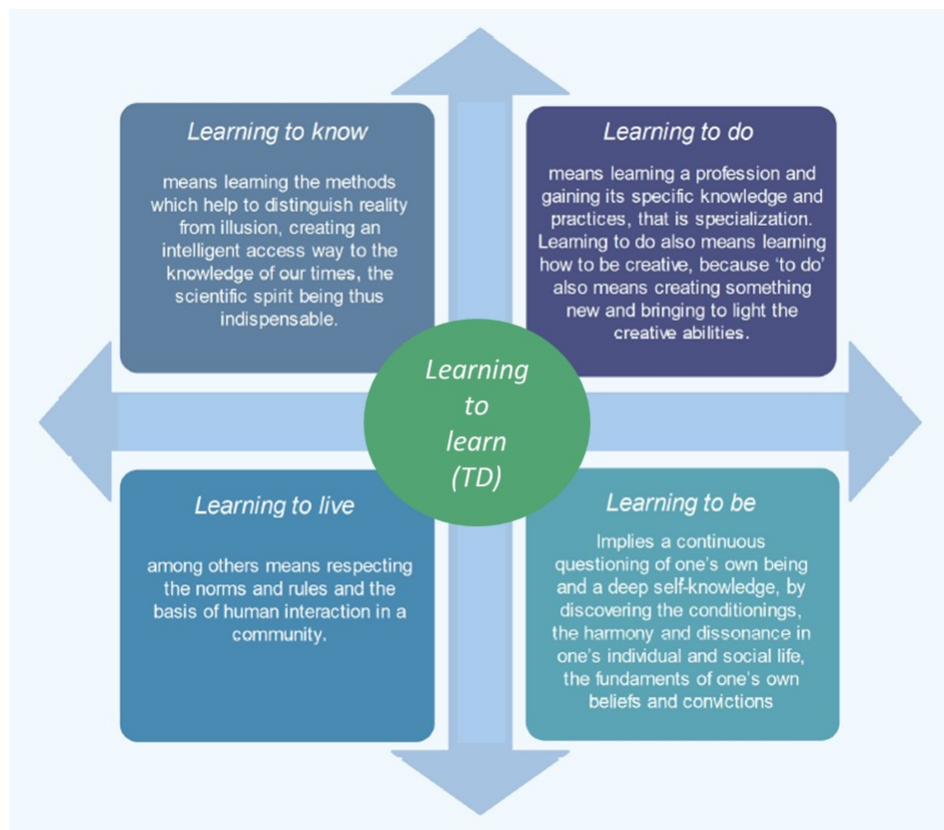 Learning to know
means learning the methods
which help to distinguish reality
from illusion, creating an
intelligent access way to the
knowledge of our times, the
scientific spirit being thus
indispensable.
Learning to do
means learning a profession and
gaining its specific knowledge and
practices, that is specialization.
Learning to do also means learning
how to be creative, because ‘to do’
also means creating something
new and bringing to light the
creative abilities.
Learning
to
learn
(TD)
Learning to live
among others means respecting
the norms and rules and the
basis of human interaction in a
community.
Learning to be
Implies a continuous
questioning of one’s own being
and a deep self-knowledge, by
discovering the conditionings,
the harmony and dissonance in
one’s individual and social life,
the fundaments of one’s own
beliefs and convictions